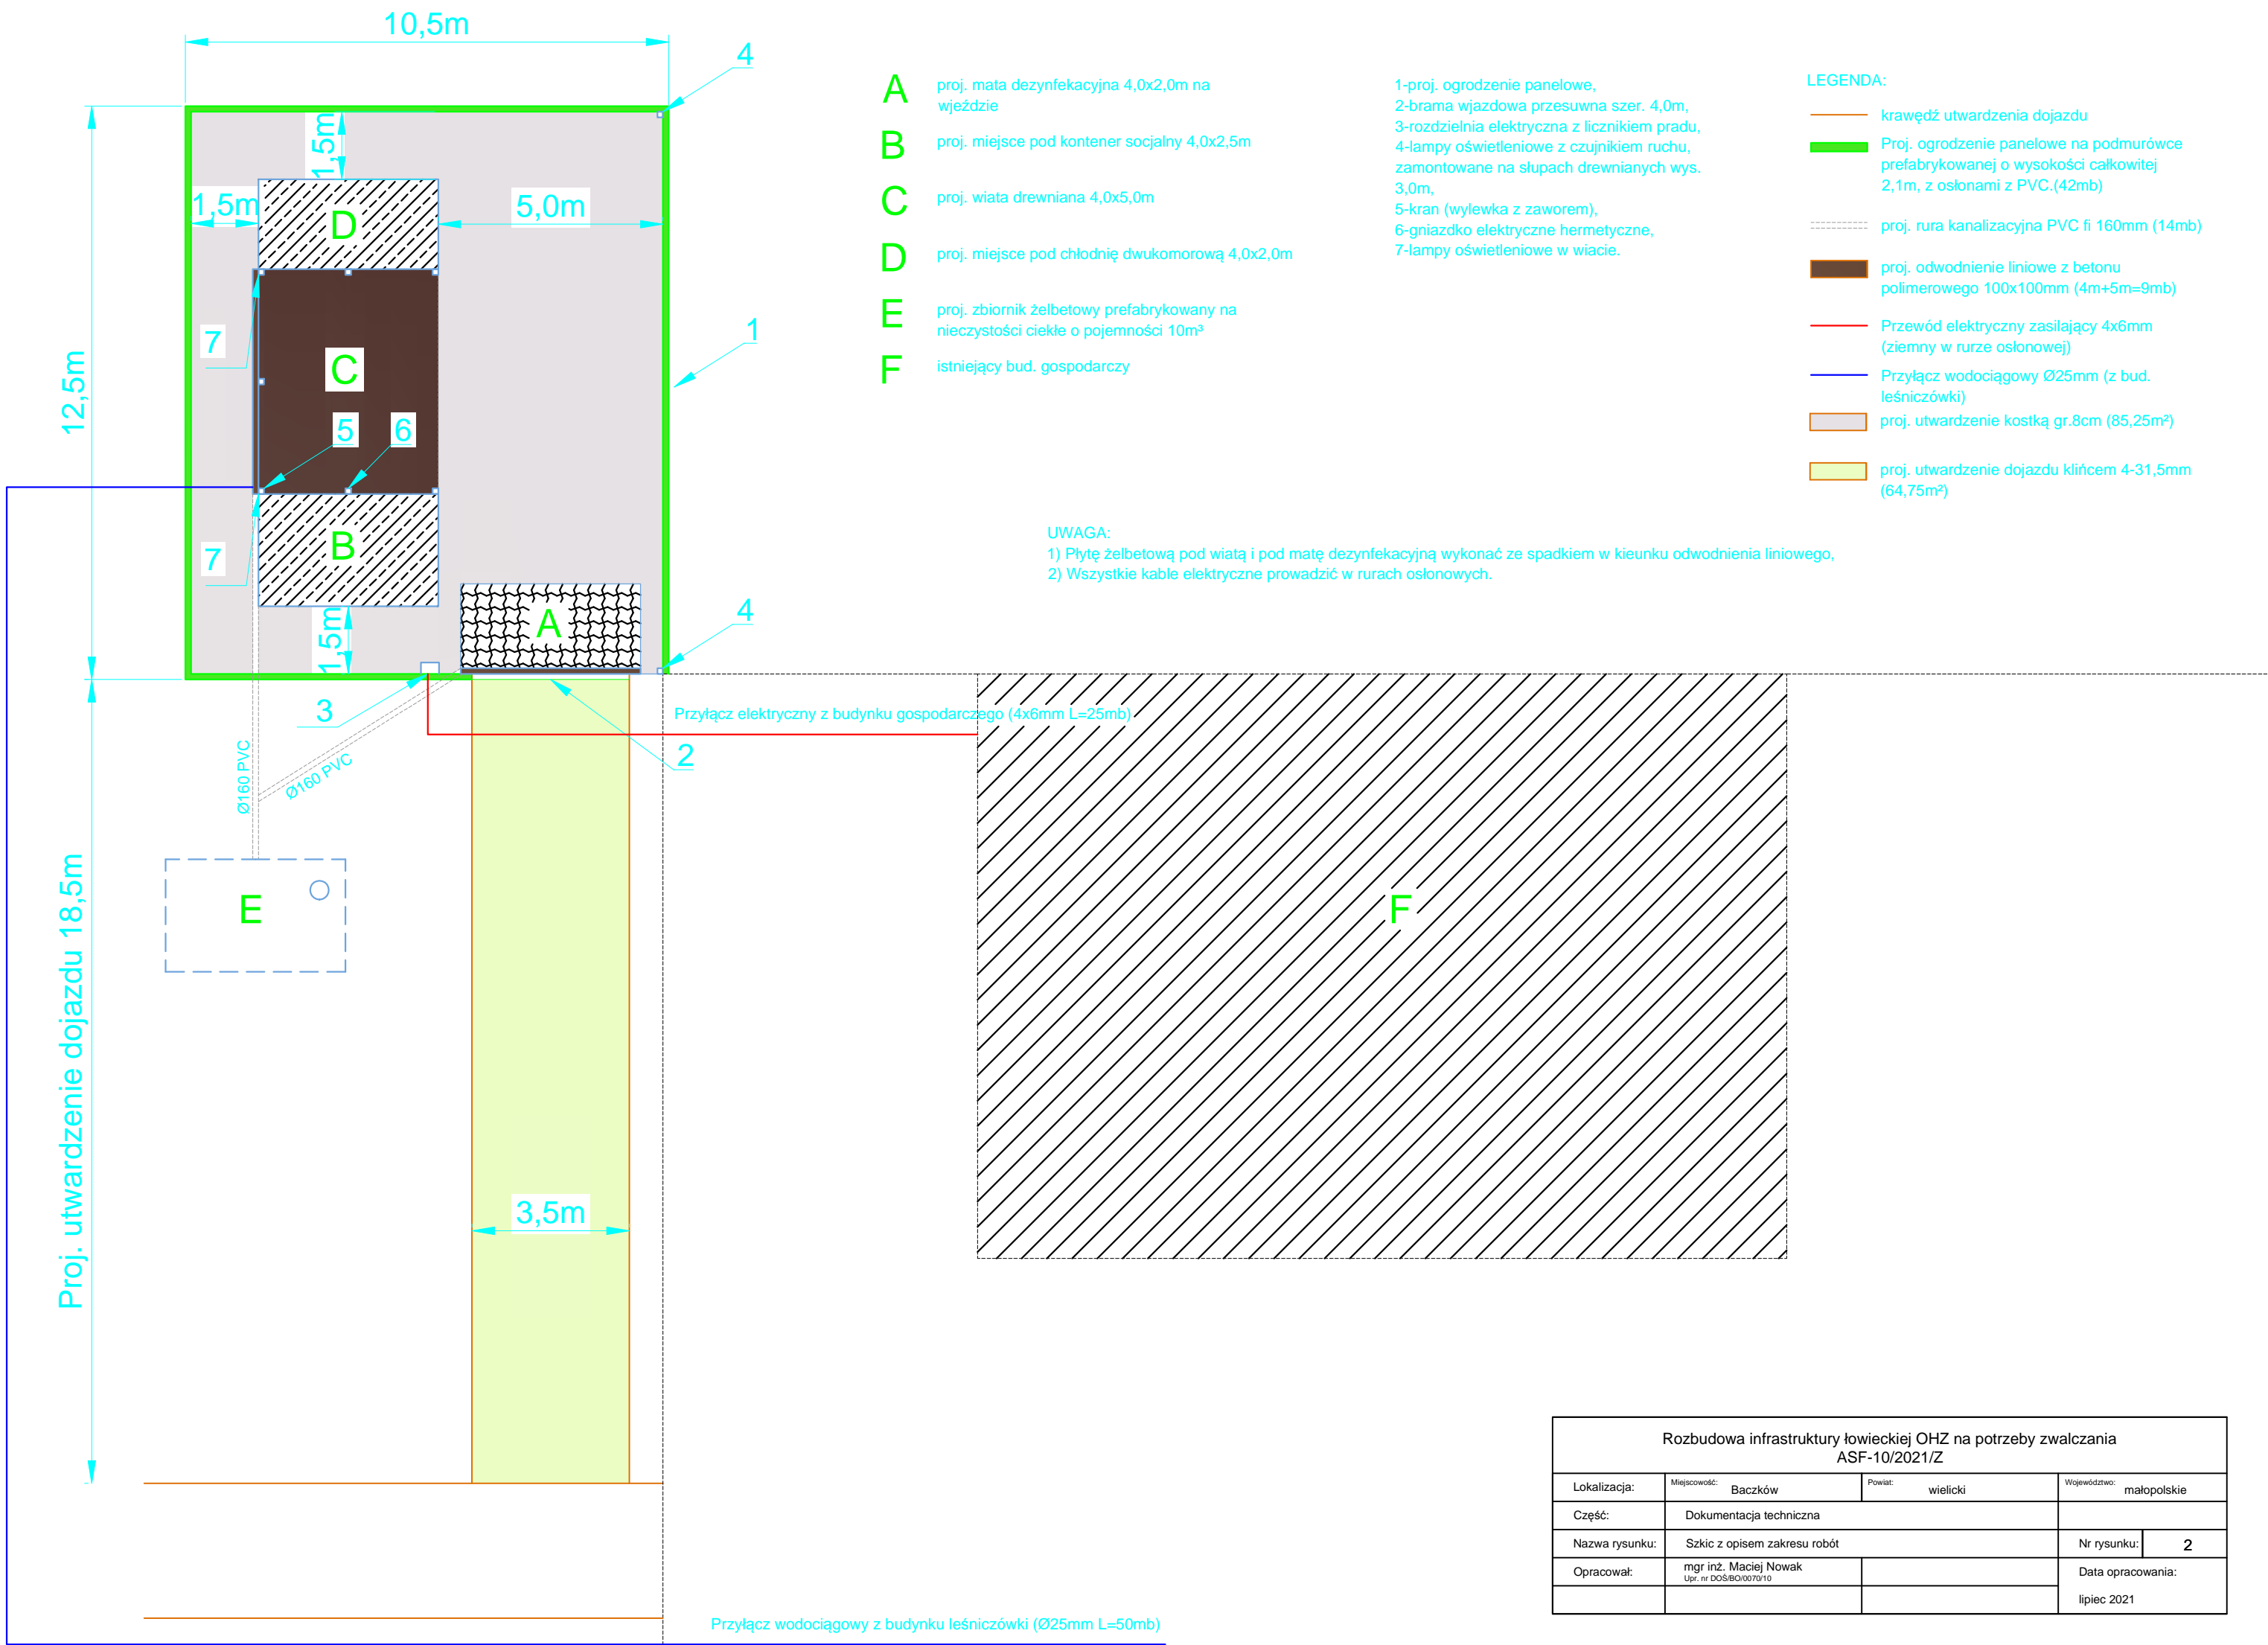 10,5m
4
1,5m
1,5m
5,0m
D
12,5m
7
C
1
5
6
7
B
A
1,5m
4
3
2
Przyłącz elektryczny z budynku gospodarczego (4x6mm L=25mb)
Ø160 PVC
Ø160 PVC
E
F
Proj. utwardzenie dojazdu 18,5m
3,5m
Przyłącz wodociągowy z budynku leśniczówki (Ø25mm L=50mb)
A
proj. mata dezynfekacyjna 4,0x2,0m na
wjeździe
B
proj. miejsce pod kontener socjalny 4,0x2,5m
C
proj. wiata drewniana 4,0x5,0m
D
proj. miejsce pod chłodnię dwukomorową 4,0x2,0m
E
proj. zbiornik żelbetowy prefabrykowany na
nieczystości ciekłe o pojemności 10m³
F
istniejący bud. gospodarczy
1-proj. ogrodzenie panelowe,
2-brama wjazdowa przesuwna szer. 4,0m,
3-rozdzielnia elektryczna z licznikiem pradu,
4-lampy oświetleniowe z czujnikiem ruchu,
zamontowane na słupach drewnianych wys.
3,0m,
5-kran (wylewka z zaworem),
6-gniazdko elektryczne hermetyczne,
7-lampy oświetleniowe w wiacie.
LEGENDA:
krawędź utwardzenia dojazdu
Proj. ogrodzenie panelowe na podmurówce
prefabrykowanej o wysokości całkowitej
2,1m, z osłonami z PVC.(42mb)
proj. rura kanalizacyjna PVC fi 160mm (14mb)
proj. odwodnienie liniowe z betonu
polimerowego 100x100mm (4m+5m=9mb)
Przewód elektryczny zasilający 4x6mm
(ziemny w rurze osłonowej)
Przyłącz wodociągowy Ø25mm (z bud.
leśniczówki)
proj. utwardzenie kostką gr.8cm (85,25m²)
proj. utwardzenie dojazdu klińcem 4-31,5mm
(64,75m²)
UWAGA:
1) Płytę żelbetową pod wiatą i pod matę dezynfekacyjną wykonać ze spadkiem w kieunku odwodnienia liniowego,
2) Wszystkie kable elektryczne prowadzić w rurach osłonowych.
Rozbudowa infrastruktury łowieckiej OHZ na potrzeby zwalczania
ASF-10/2021/Z
Lokalizacja: Miejscowość: Baczków Powiat: wielicki Województwo: małopolskie
Część: Dokumentacja techniczna
Nazwa rysunku: Szkic z opisem zakresu robót Nr rysunku: 2
Opracował: mgr inż. Maciej Nowak Data opracowania:
Upr. nr DOŚ/BO/0070/10
lipiec 2021